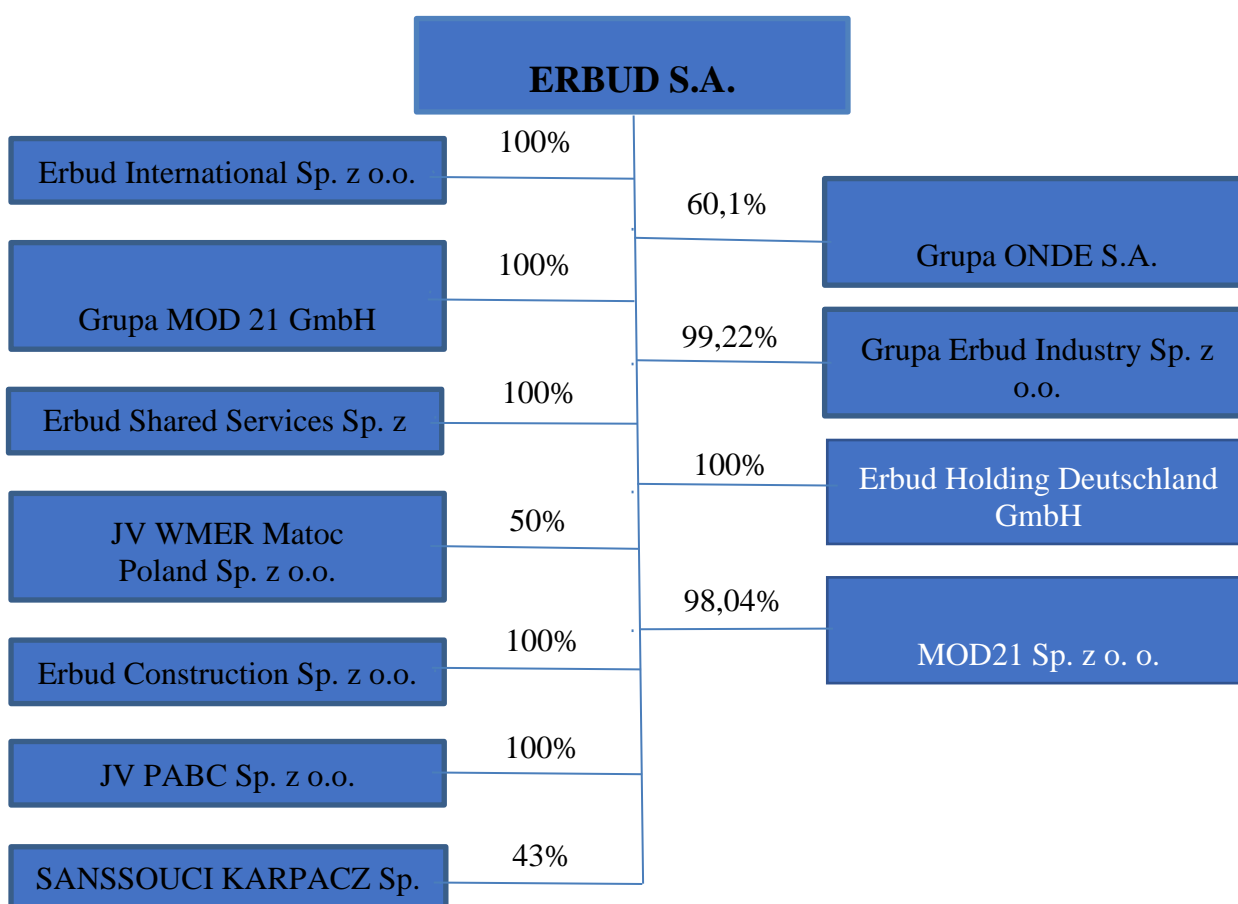 ERBUD S.A.
100%
Erbud International Sp. z o.o.
60,1%
Grupa ONDE S.A.
100%
Grupa MOD 21 GmbH
99,22%
Grupa Erbud Industry Sp. z
o.o.
100%
Erbud Shared Services Sp. z
100%
Erbud Holding Deutschland
GmbH
50%
JV WMER Matoc
Poland Sp. z o.o.
98,04%
MOD21 Sp. z o. o.
100%
Erbud Construction Sp. z o.o.
100%
JV PABC Sp. z o.o.
43%
SANSSOUCI KARPACZ Sp.